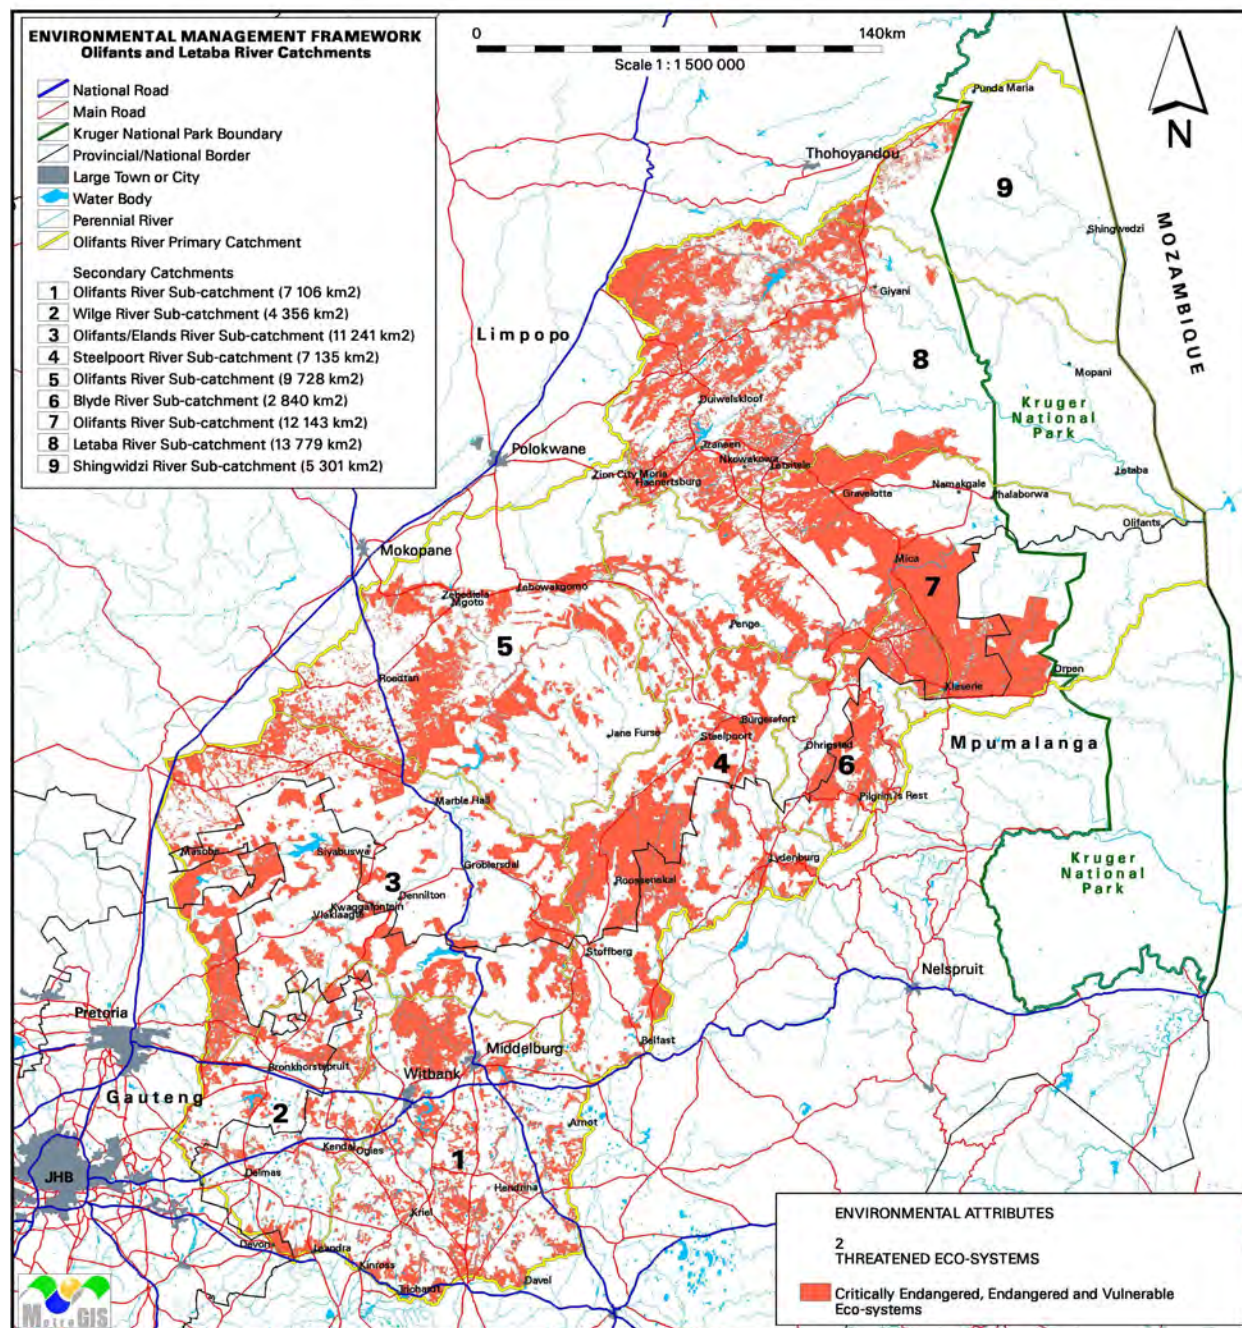 ENVIRONMENTAL MANAGEMENT FRAMEWORK
Olifants and Letaba River Catchments
National Road
Main Road
Kruger National Park Boundary
Provincial/National Border
Large Town or City
Water Body
Perennial River
Olifants River Primary Catchment
Secondary Catchments
1 Olifants River Sub-catchment (7 106 km2)
2 Wilge River Sub-catchment (4 356 km2)
3 Olifants/Elands River Sub-catchment (11 241 km2)
4 Steelpoort River Sub-catchment (7 135 km2)
5 Olifants River Sub-catchment (9 728 km2)
6 Blyde River Sub-catchment (2 840 km2)
7 Olifants River Sub-catchment (12 143 km2)
8 Letaba River Sub-catchment (13 779 km2)
9 Shingwidzi River Sub-catchment (5 301 km2)
0 140km
Scale 1 : 1 500 000
N
Punda Maria
Thohoyandou
9
Shingwedzi
MOZAMBIQUE
Giyani
Limpopo
8
Mopani
Duiwelskloof
Kruger
National
Park
Polokwane
Tzaneen
Nkowakowa
Letsitele
Zion City Moria
Haenertsburg
Letaba
Gravelotte
Namakgale
Phalaborwa
Olifants
Mokopane
Mica
7
Lebowakgomo
Zebediela
Mgoto
Penge
5
Orpen
Roedtan
Klaserie
Burgersfort
Jane Furse
Steelpoort
Ohrigstad
Mpumalanga
4
6
Pilgrim's Rest
Marble Hall
Masobe
Siyabuswa
Groblersdal
Lydenburg
Kruger
National
Park
3
Roossenekal
Dennilton
Kwaggafontein
Vlaklaagte
Stoffberg
Nelspruit
Pretoria
Middelburg
Belfast
Bronkhorstspruit
Witbank
Gauteng
2
Arnot
Kendal
Ogies
1
JHB
Delmas
Hendrina
Kriel
Devon
Leandra
Kinross
Trichardt
Davel
ENVIRONMENTAL ATTRIBUTES
2
THREATENED ECO-SYSTEMS
Critically Endangered, Endangered and Vulnerable
Eco-systems
MetroGIS